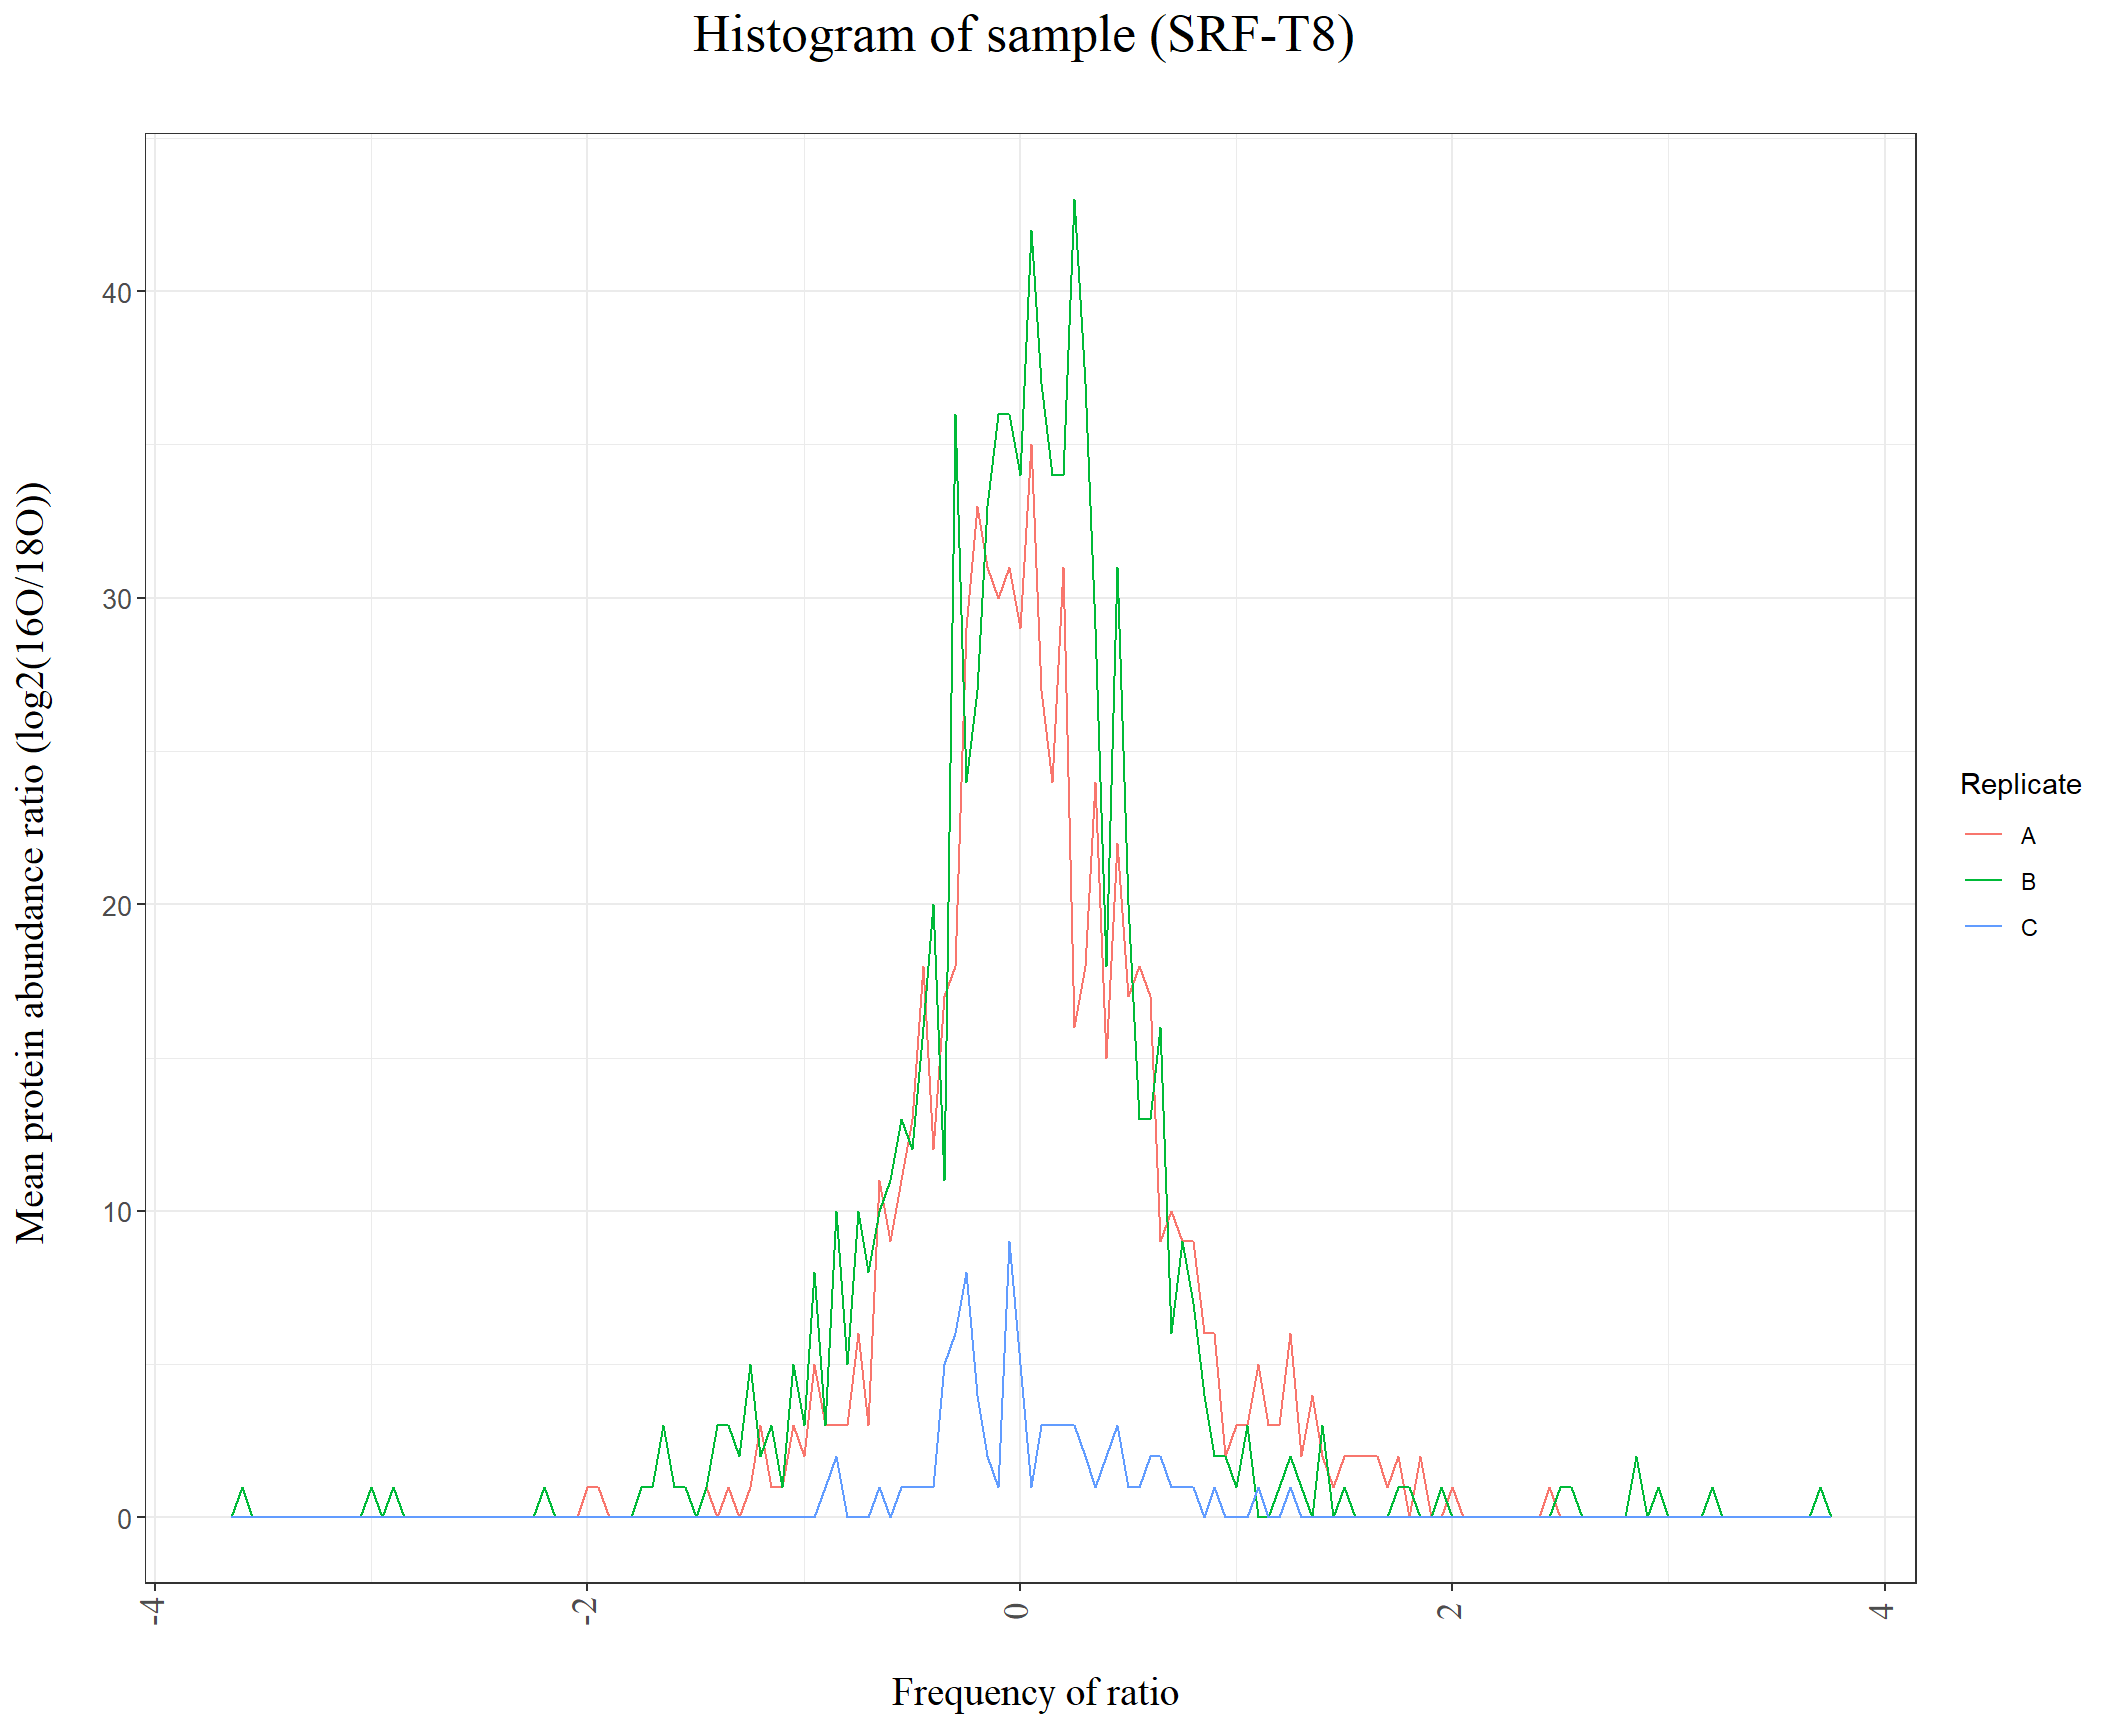 Histogram of sample (SRF-T8)
Mean protein abundance ratio (log2(16O/18O))
40
30
20
10
0
-4
-2
0
2
4
Frequency of ratio
Replicate
A
B
C